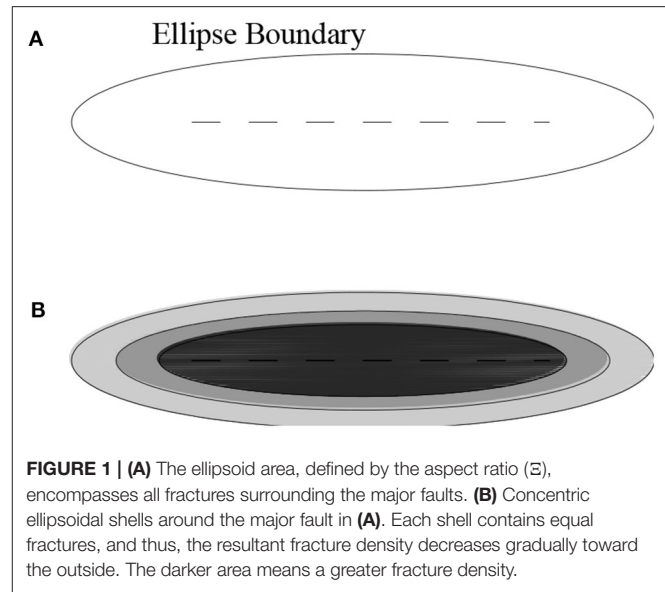 A
Ellipse Boundary
B
FIGURE 1 | (A) The ellipsoid area, defined by the aspect ratio (Ξ),
encompasses all fractures surrounding the major faults. (B) Concentric
ellipsoidal shells around the major fault in (A). Each shell contains equal
fractures, and thus, the resultant fracture density decreases gradually toward
the outside. The darker area means a greater fracture density.